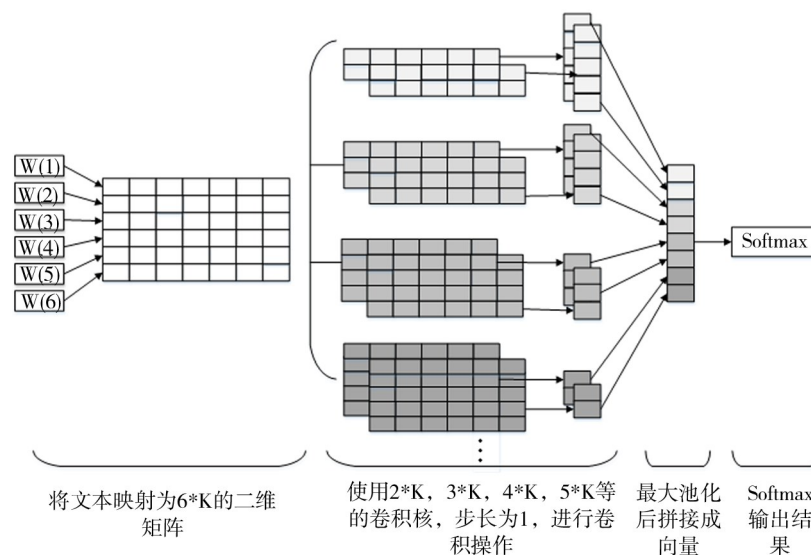 W(1)
W(2)
W(3)
W(4)
W(5)
W(6)
Softmax
将文本映射为6*K的二维
矩阵
使用2*K，3*K，4*K，5*K等
的卷积核，步长为1，进行卷
积操作
最大池化
后拼接成
向量
Softmax
输出结
果